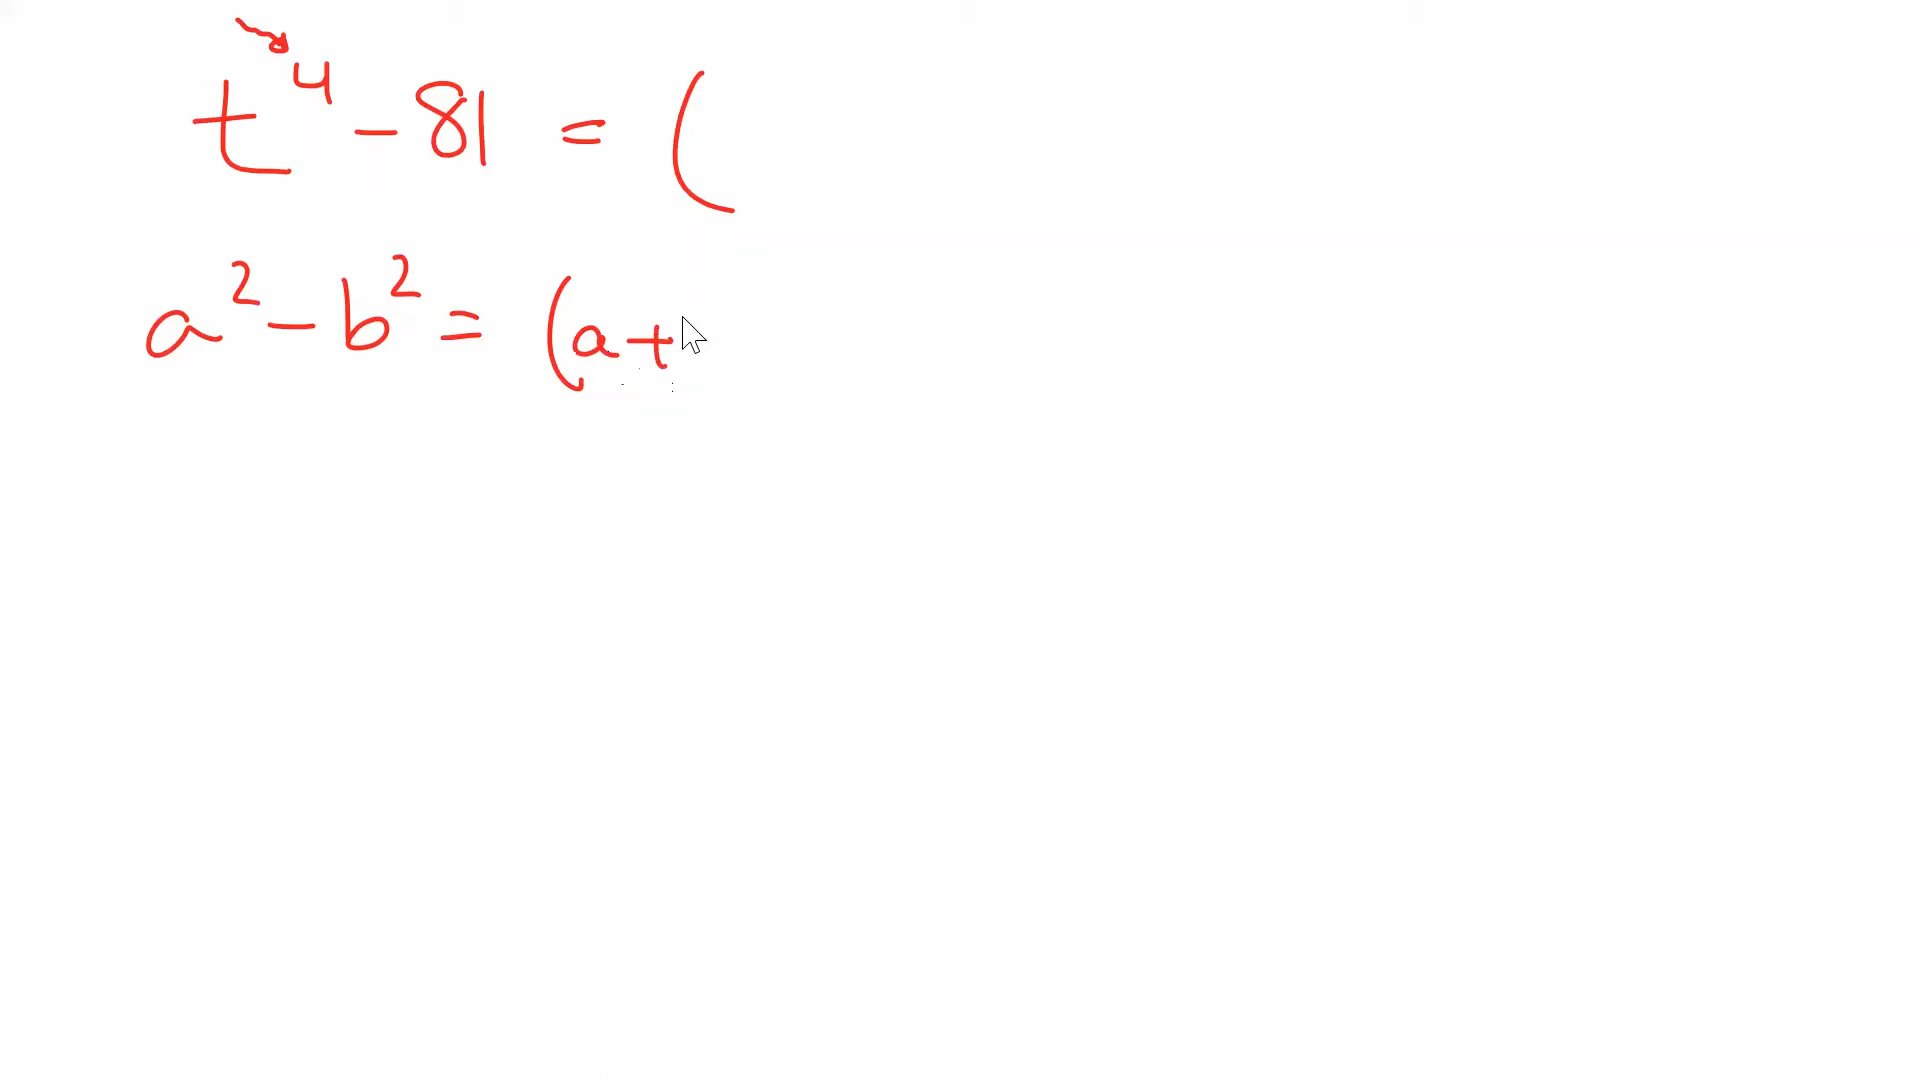 t⁴ - 81 = (
a² - b² = (a +